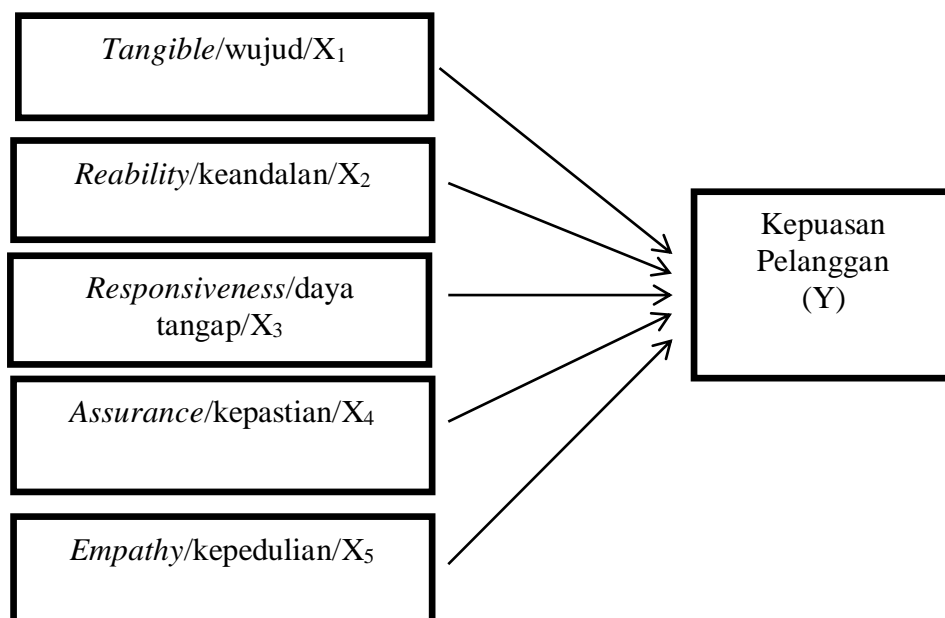 Tangible/wujud/X₁
Reability/keandalan/X₂
Responsiveness/daya
tangap/X₃
Assurance/kepastian/X₄
Empathy/kepedulian/X₅
Kepuasan
Pelanggan
(Y)